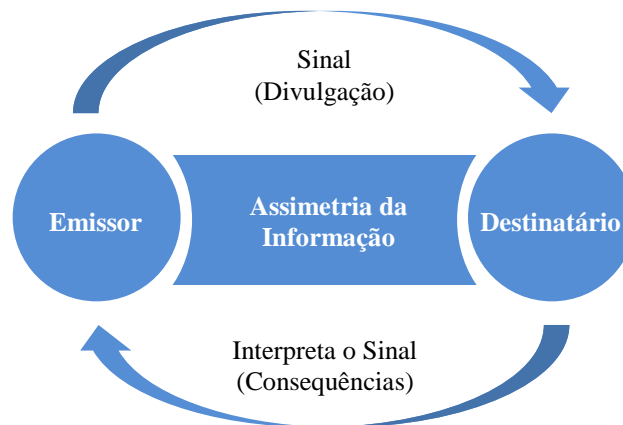 Sinal
(Divulgação)
Emissor
Assimetria da
Informação
Destinatário
Interpreta o Sinal
(Consequências)